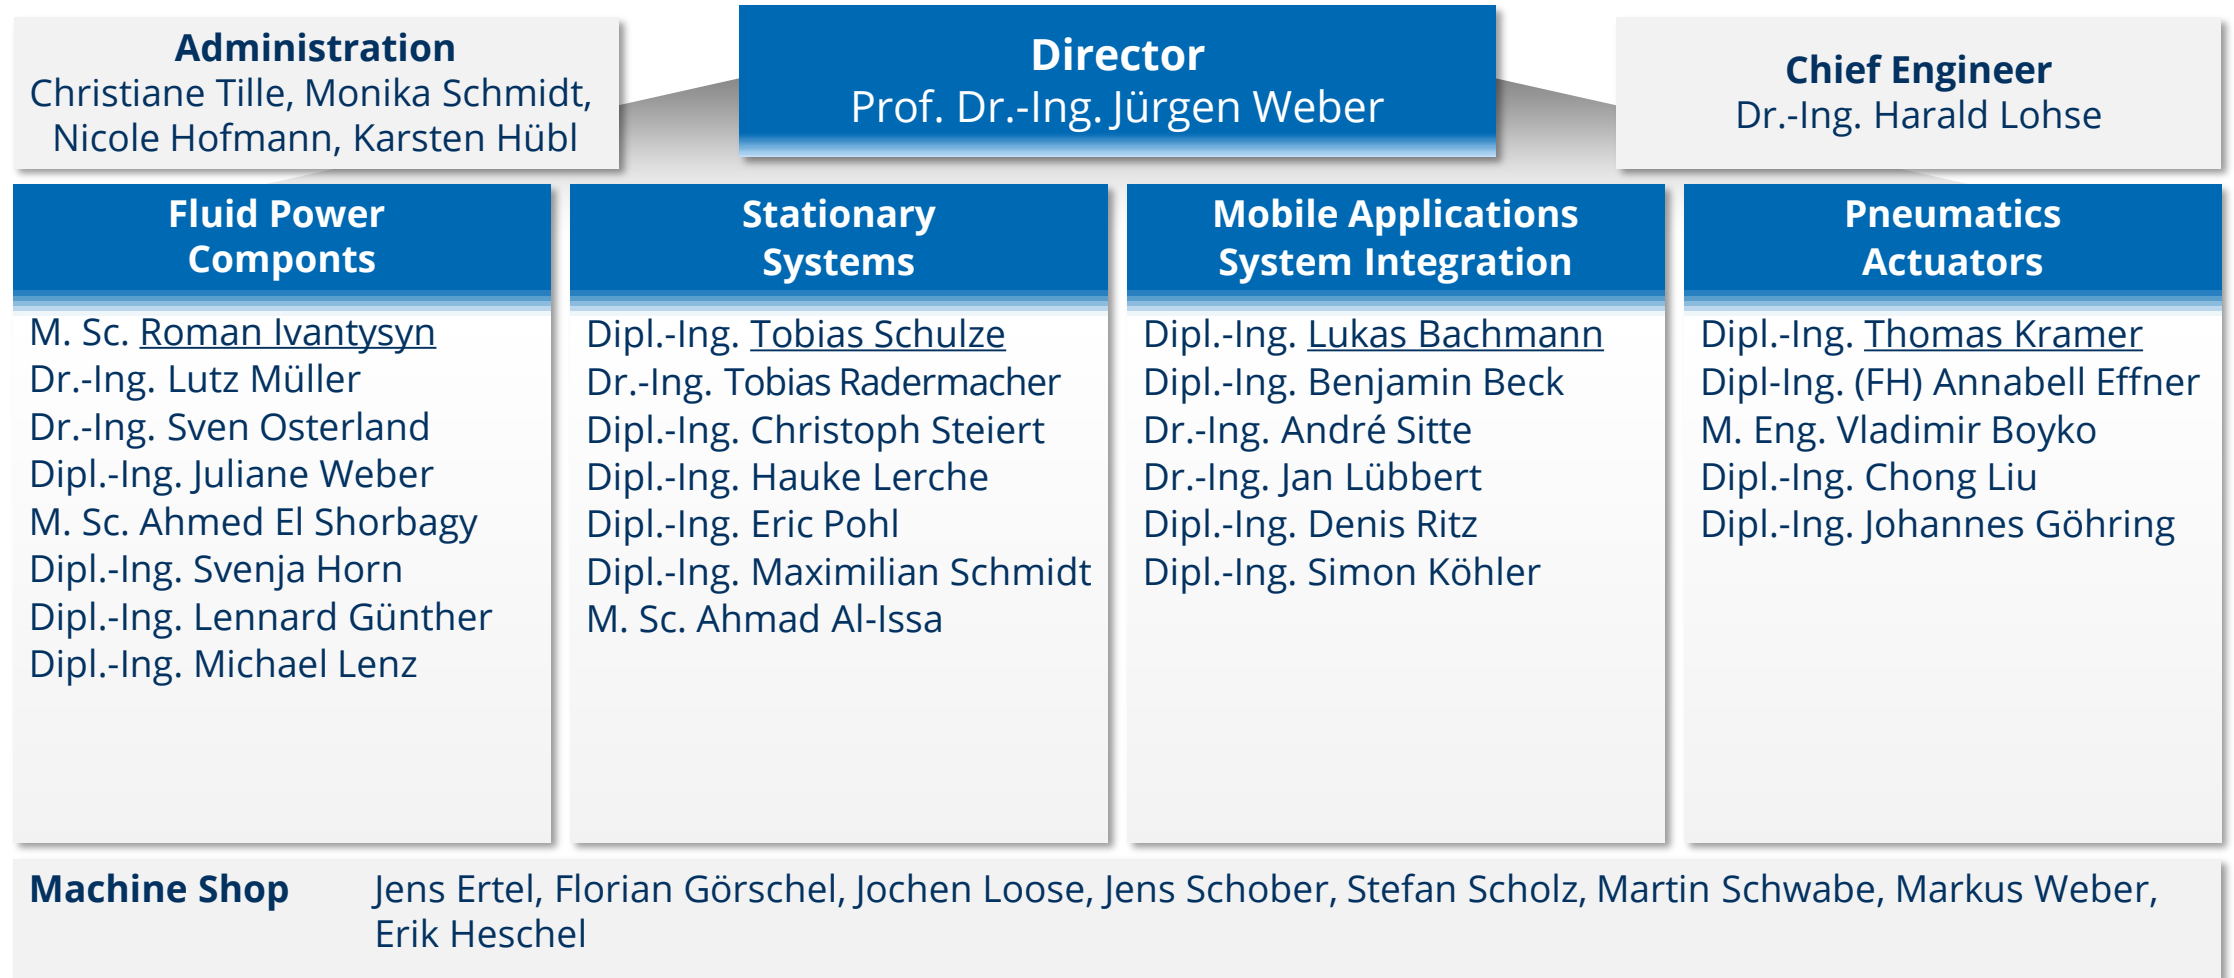 Administration
Christiane Tille, Monika Schmidt,
Nicole Hofmann, Karsten Hübl
Director
Prof. Dr.-Ing. Jürgen Weber
Chief Engineer
Dr.-Ing. Harald Lohse
Fluid Power
Componts
M. Sc. Roman Ivantysyn
Dr.-Ing. Lutz Müller
Dr.-Ing. Sven Osterland
Dipl.-Ing. Juliane Weber
M. Sc. Ahmed El Shorbagy
Dipl.-Ing. Svenja Horn
Dipl.-Ing. Lennard Günther
Dipl.-Ing. Michael Lenz
Stationary
Systems
Dipl.-Ing. Tobias Schulze
Dr.-Ing. Tobias Radermacher
Dipl.-Ing. Christoph Steiert
Dipl.-Ing. Hauke Lerche
Dipl.-Ing. Eric Pohl
Dipl.-Ing. Maximilian Schmidt
M. Sc. Ahmad Al-Issa
Mobile Applications
System Integration
Dipl.-Ing. Lukas Bachmann
Dipl.-Ing. Benjamin Beck
Dr.-Ing. André Sitte
Dr.-Ing. Jan Lübbert
Dipl.-Ing. Denis Ritz
Dipl.-Ing. Simon Köhler
Pneumatics
Actuators
Dipl.-Ing. Thomas Kramer
Dipl-Ing. (FH) Annabell Effner
M. Eng. Vladimir Boyko
Dipl.-Ing. Chong Liu
Dipl.-Ing. Johannes Göhring
Machine Shop Jens Ertel, Florian Görschel, Jochen Loose, Jens Schober, Stefan Scholz, Martin Schwabe, Markus Weber,
Erik Heschel